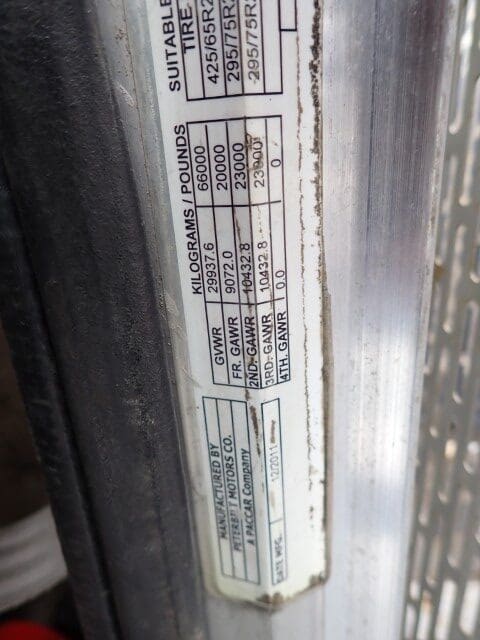 MANUFACTURED BY
PETERBILT MOTORS CO.
A PACCAR Company
DATE MFG. 12/2011
KILOGRAMS / POUNDS
GVWR 29937.6 66000
FR. GAWR 9072.0 20000
2ND. GAWR 10432.8 23000
3RD. GAWR 10432.8 23000
4TH. GAWR 0.0 0
SUITABLE
TIRE
425/65R2
295/75R2
295/75R2